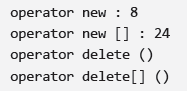 operator new : 8
operator new [] : 24
operator delete ()
operator delete[] ()